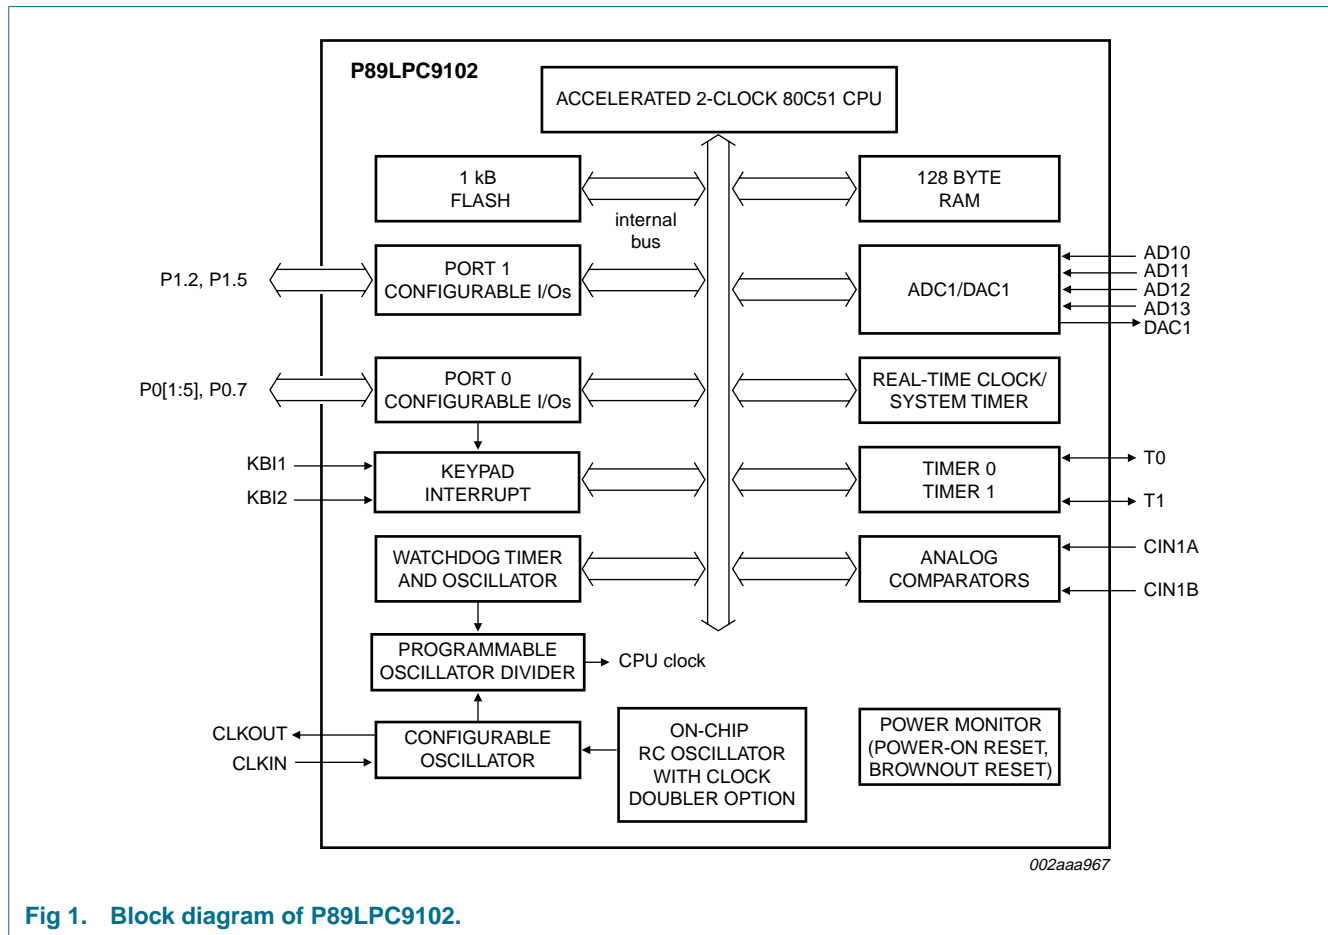 P89LPC9102
ACCELERATED 2-CLOCK 80C51 CPU
1 kB
FLASH
128 BYTE
RAM
internal
bus
P1.2, P1.5
PORT 1
CONFIGURABLE I/Os
ADC1/DAC1
AD10
AD11
AD12
AD13
DAC1
P0[1:5], P0.7
PORT 0
CONFIGURABLE I/Os
REAL-TIME CLOCK/
SYSTEM TIMER
KBI1
KBI2
KEYPAD
INTERRUPT
TIMER 0
TIMER 1
T0
T1
WATCHDOG TIMER
AND OSCILLATOR
ANALOG
COMPARATORS
CIN1A
CIN1B
PROGRAMMABLE
OSCILLATOR DIVIDER
CPU clock
CLKOUT
CLKIN
CONFIGURABLE
OSCILLATOR
ON-CHIP
RC OSCILLATOR
WITH CLOCK
DOUBLER OPTION
POWER MONITOR
(POWER-ON RESET,
BROWNOUT RESET)
002aaa967
Fig 1. Block diagram of P89LPC9102.